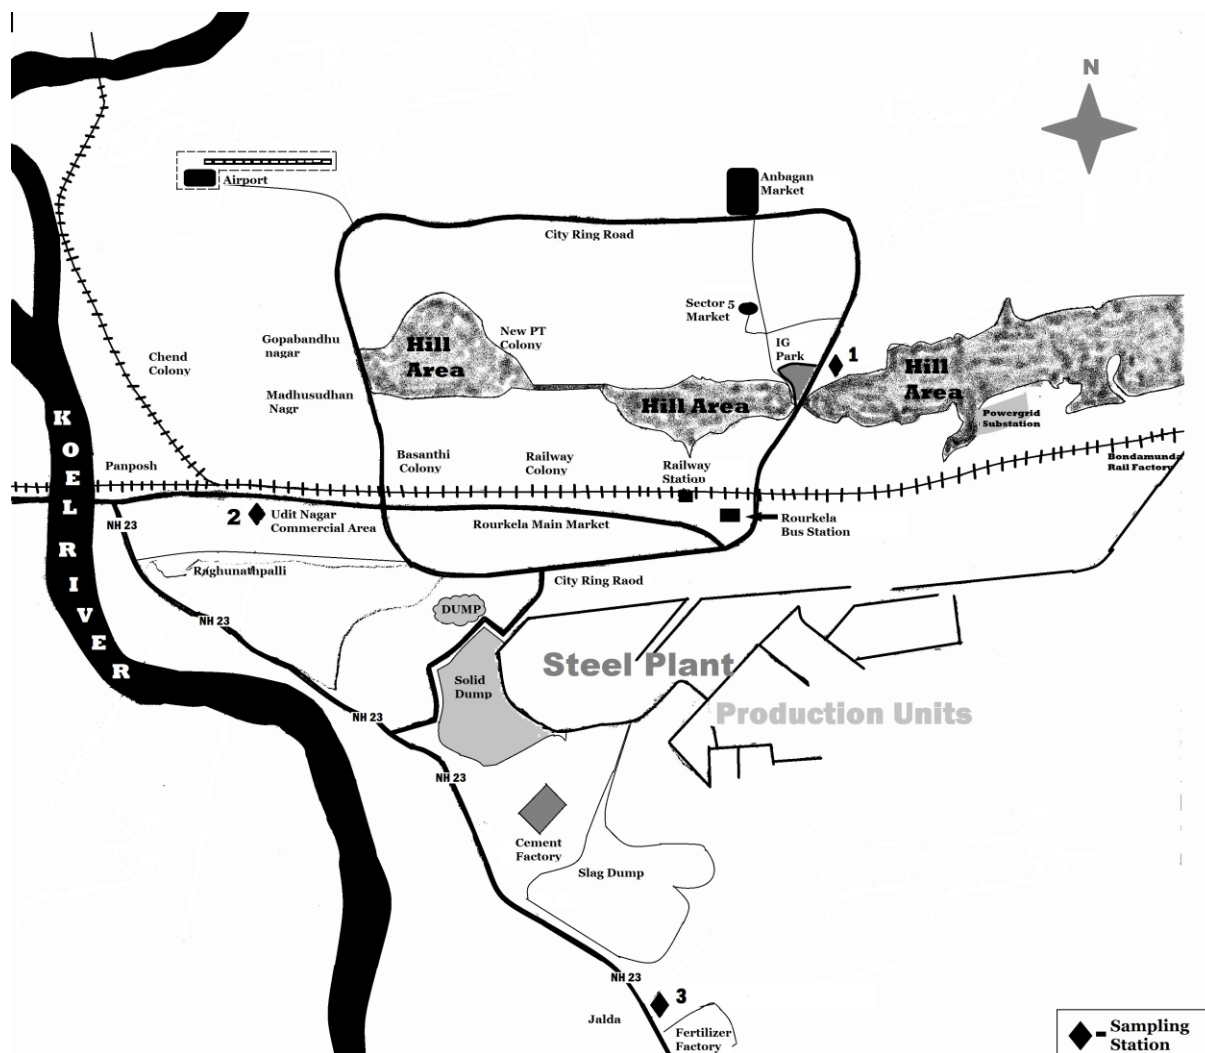 N
Airport
Anbagan
Market
City Ring Road
Sector 5
Market
IG
Park
1
Gopabandhu
nagar
New PT
Colony
Hill
Area
Chend
Colony
Hill
Area
Madhusudhan
Nagr
Hill Area
Powergrid
Substation
KOEL RIVER
Panposh
Basanthi
Colony
Railway
Colony
Railway
Station
Bondamunda
Rail Factory
NH 23
2
Udit Nagar
Commercial Area
Rourkela Main Market
Rourkela
Bus Station
Raghunathpalli
City Ring Raod
DUMP
NH 23
Steel Plant
Solid
Dump
NH 23
Production Units
NH 23
Cement
Factory
Slag Dump
NH 23
3
Jalda
Fertilizer
Factory
- Sampling
Station